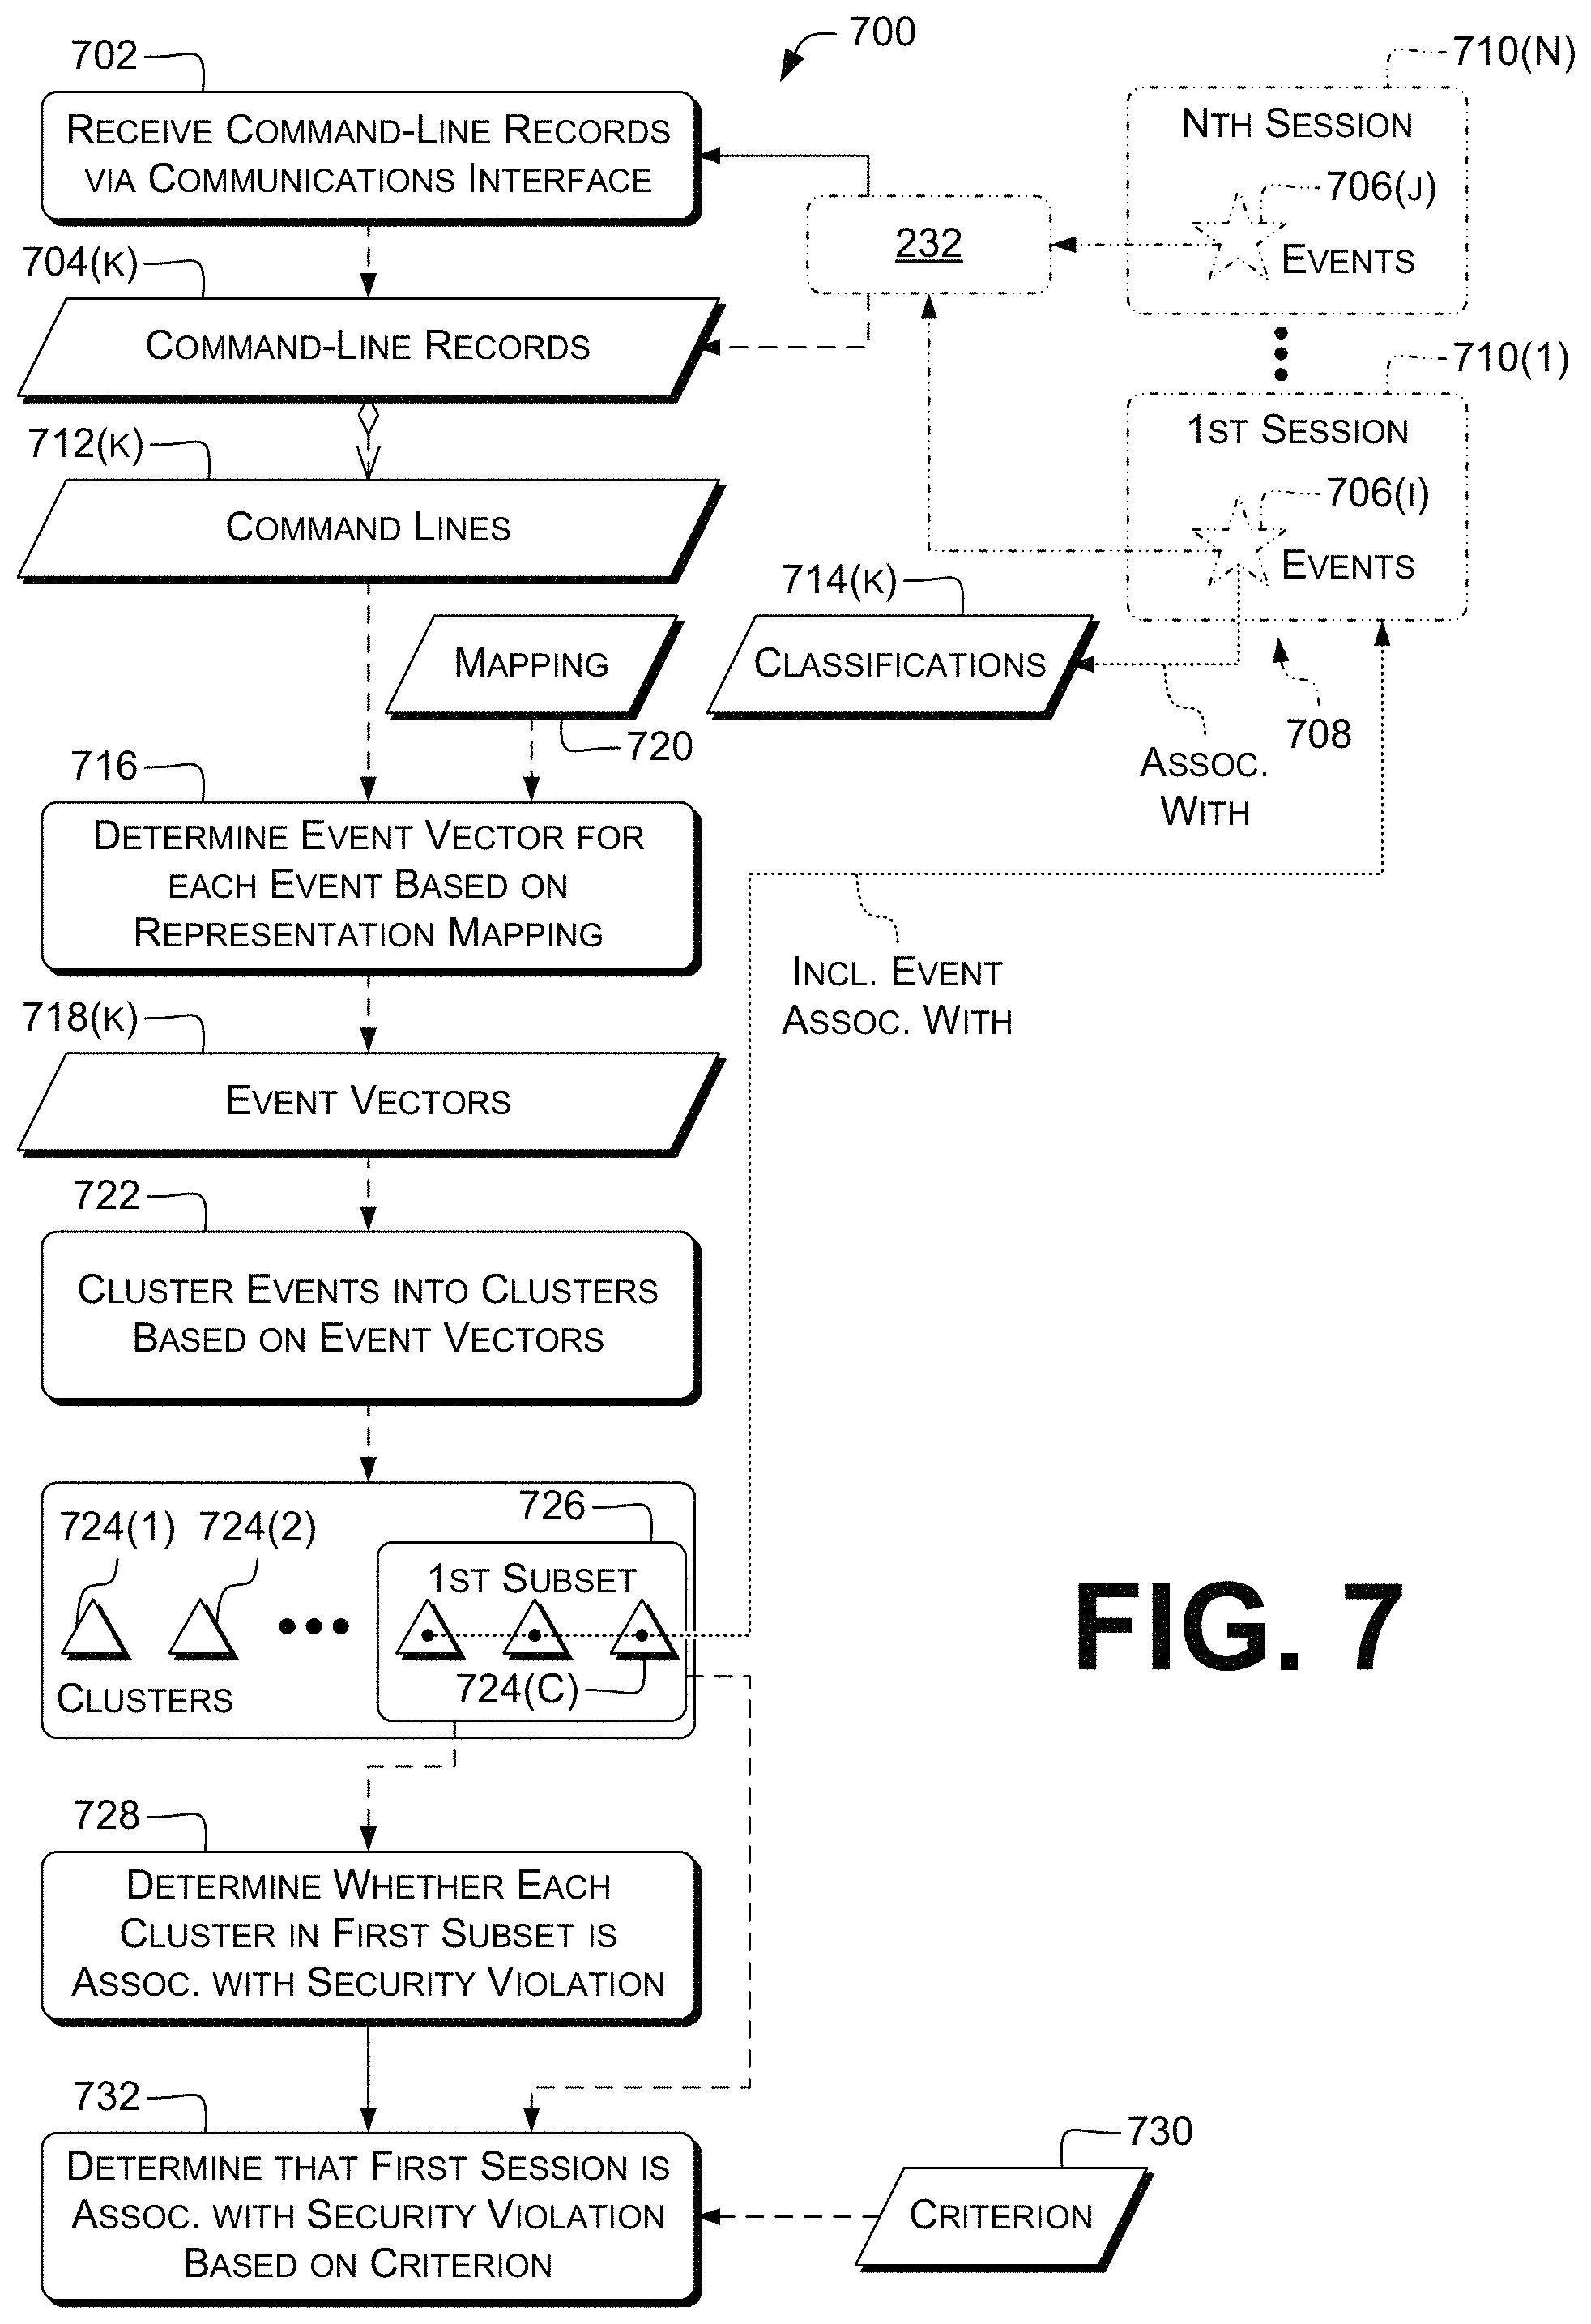 700
702
RECEIVE COMMAND-LINE RECORDS
VIA COMMUNICATIONS INTERFACE
710(N)
NTH SESSION
706(J)
EVENTS
232
704(K)
COMMAND-LINE RECORDS
710(1)
1ST SESSION
706(I)
EVENTS
712(K)
COMMAND LINES
714(K)
CLASSIFICATIONS
MAPPING
720
708
ASSOC.
WITH
716
DETERMINE EVENT VECTOR FOR
EACH EVENT BASED ON
REPRESENTATION MAPPING
INCL. EVENT
ASSOC. WITH
718(K)
EVENT VECTORS
722
CLUSTER EVENTS INTO CLUSTERS
BASED ON EVENT VECTORS
726
724(1)
724(2)
1ST SUBSET
724(C)
CLUSTERS
FIG. 7
728
DETERMINE WHETHER EACH
CLUSTER IN FIRST SUBSET IS
ASSOC. WITH SECURITY VIOLATION
732
DETERMINE THAT FIRST SESSION IS
ASSOC. WITH SECURITY VIOLATION
BASED ON CRITERION
730
CRITERION